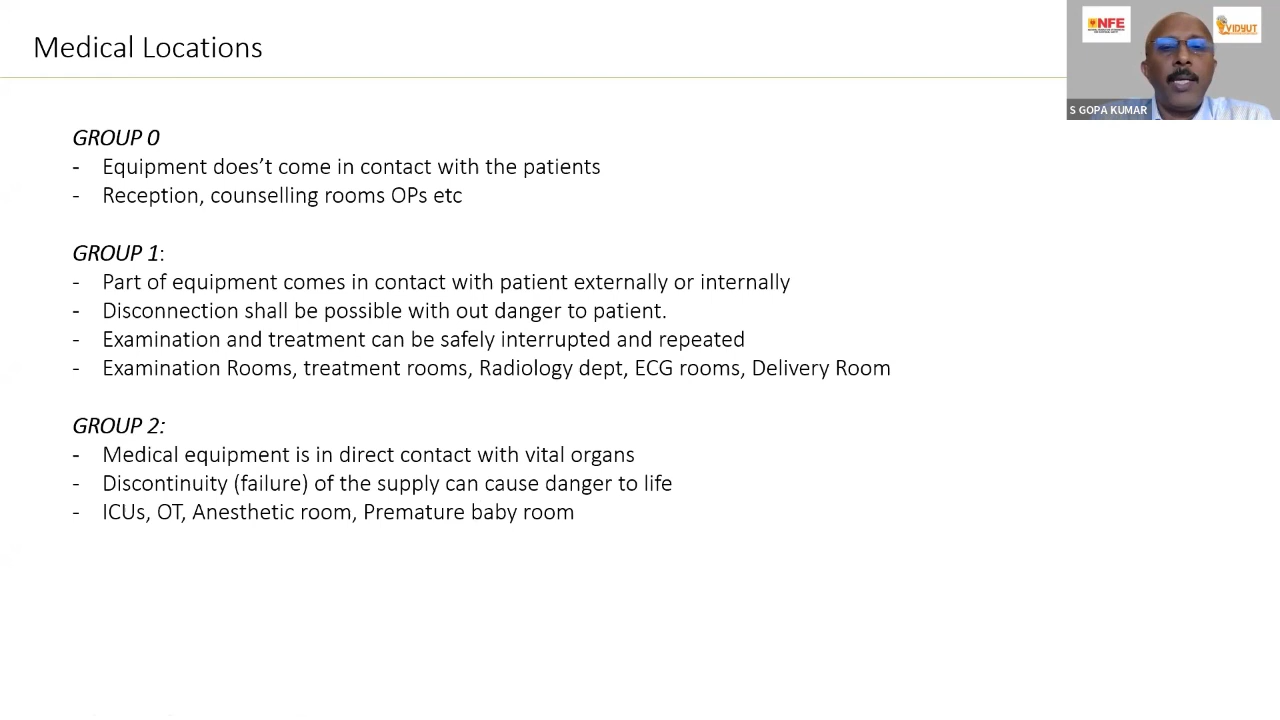 Medical Locations
NFE
VIDYUT
S GOPA KUMAR
GROUP 0
- Equipment does't come in contact with the patients
- Reception, counselling rooms OPs etc
GROUP 1:
- Part of equipment comes in contact with patient externally or internally
- Disconnection shall be possible with out danger to patient.
- Examination and treatment can be safely interrupted and repeated
- Examination Rooms, treatment rooms, Radiology dept, ECG rooms, Delivery Room
GROUP 2:
- Medical equipment is in direct contact with vital organs
- Discontinuity (failure) of the supply can cause danger to life
- ICUs, OT, Anesthetic room, Premature baby room